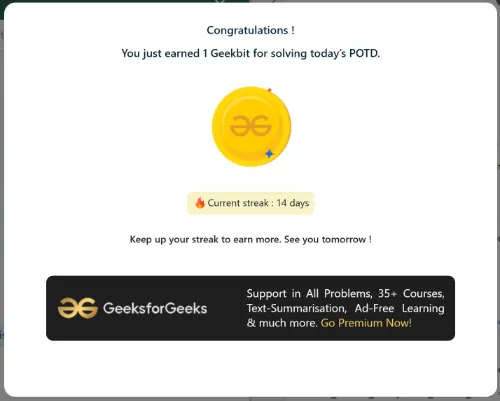 Congratulations !
You just earned 1 Geekbit for solving today's POTD.
Current streak : 14 days
Keep up your streak to earn more. See you tomorrow !
GeeksforGeeks
Support in All Problems, 35+ Courses,
Text-Summarisation, Ad-Free Learning
& much more. Go Premium Now!